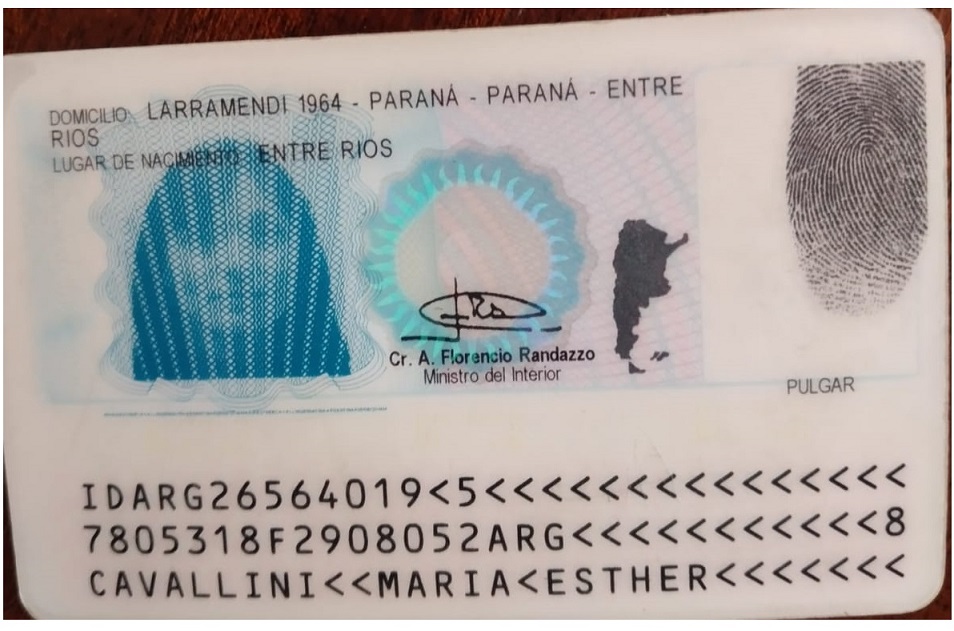 DOMICILIO: LARRAMENDI 1964 - PARANÁ - PARANÁ - ENTRE
RIOS
LUGAR DE NACIMIENTO: ENTRE RIOS
Cr. A. Florencio Randazzo
Ministro del Interior
PULGAR
IDARG26564019<5<<<<<<<<<<<<<<<
7805318F2908052ARG<<<<<<<<<<<8
CAVALLINI<<MARIA<ESTHER<<<<<<<